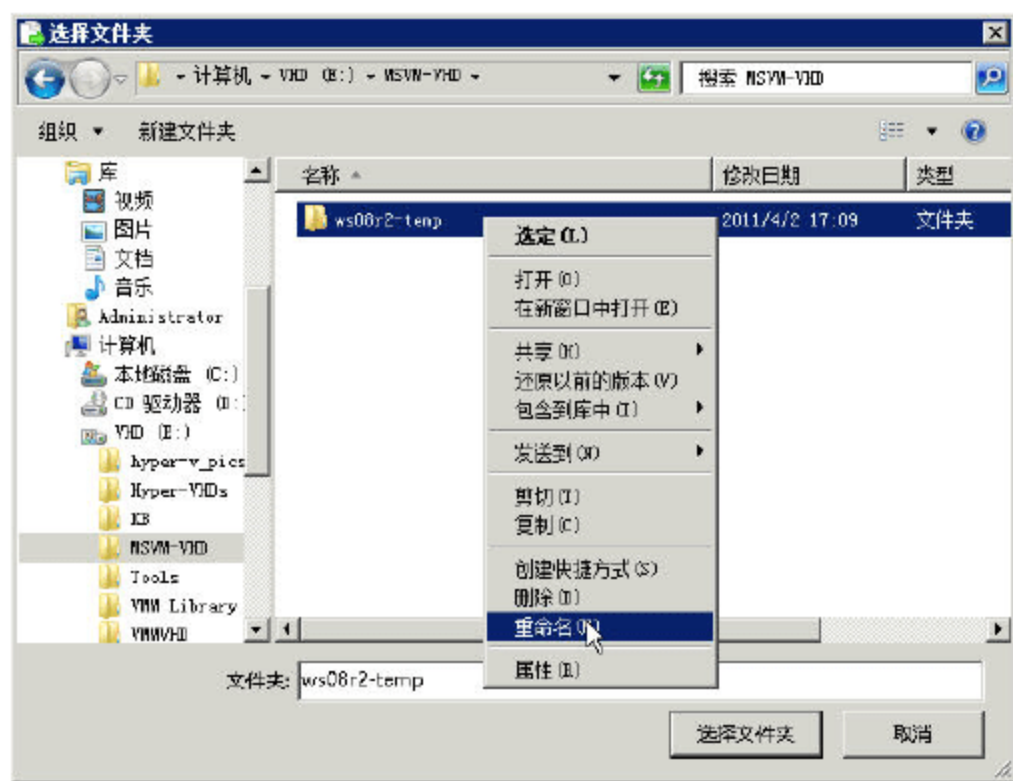 选择文件夹
计算机 VHD (E:) MSVM-VHD
搜索 MSVM-VHD
组织 新建文件夹
名称 修改日期 类型
库
视频
图片
文档
音乐
Administrator
计算机
本地磁盘 (C:)
CD 驱动器 (D:)
VHD (E:)
hyper-v_pics
Hyper-VHDs
KB
MSVM-VHD
Tools
VMM Library
VMMVHD
ws08r2-temp 2011/4/2 17:09 文件夹
选定(L)
打开(O)
在新窗口中打开(E)
共享(H)
还原以前的版本(V)
包含到库中(I)
发送到(N)
剪切(T)
复制(C)
创建快捷方式(S)
删除(D)
重命名(M)
属性(R)
文件夹: ws08r2-temp
选择文件夹 取消